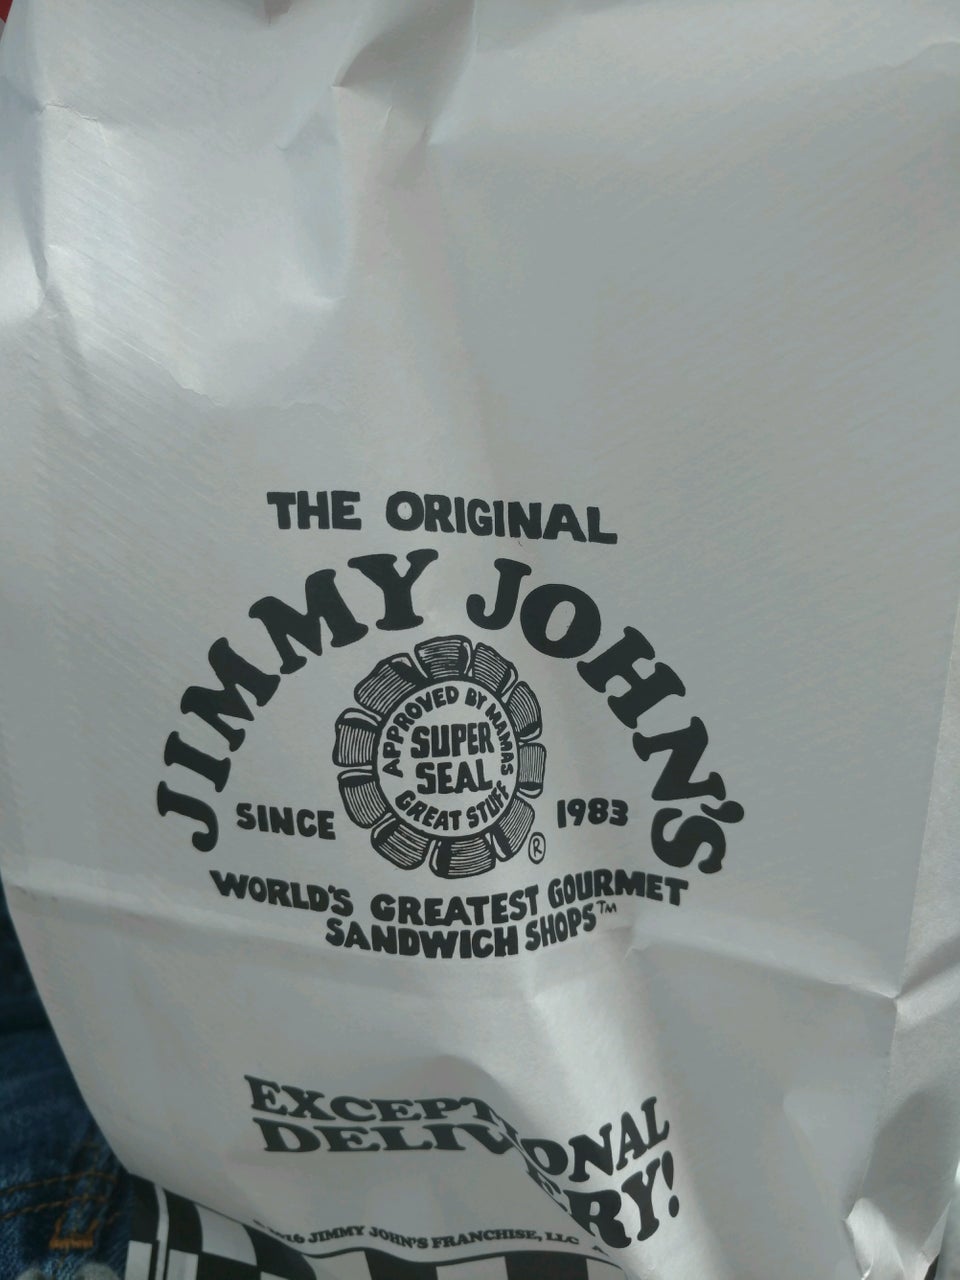 THE ORIGINAL
JIMMY JOHN'S
APPROVED BY MAMAS
SUPER
SEAL
GREAT STUFF
®
SINCE 1983
WORLD'S GREATEST GOURMET
SANDWICH SHOPS™
EXCEPTIONAL
DELIVERY!
JIMMY JOHN'S FRANCHISE, LLC